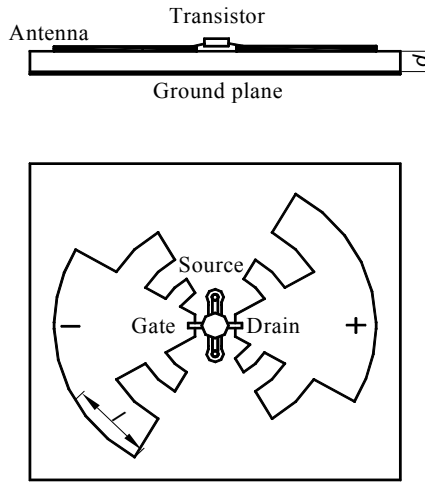 Transistor
Antenna
d
Ground plane
Source
Gate
Drain
−
+
L